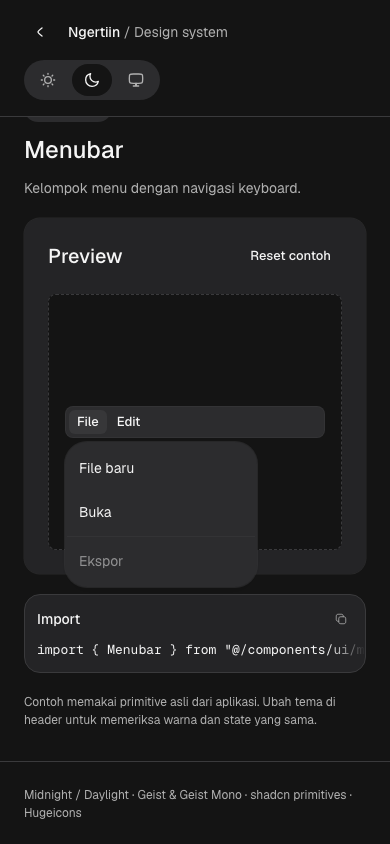 Ngertiin / Design system
Menubar
Kelompok menu dengan navigasi keyboard.
Preview
Reset contoh
File
Edit
File baru
Buka
Ekspor
Import
import { Menubar } from "@/components/ui/m
Contoh memakai primitive asli dari aplikasi. Ubah tema di
header untuk memeriksa warna dan state yang sama.
Midnight / Daylight · Geist & Geist Mono · shadcn primitives ·
Hugeicons